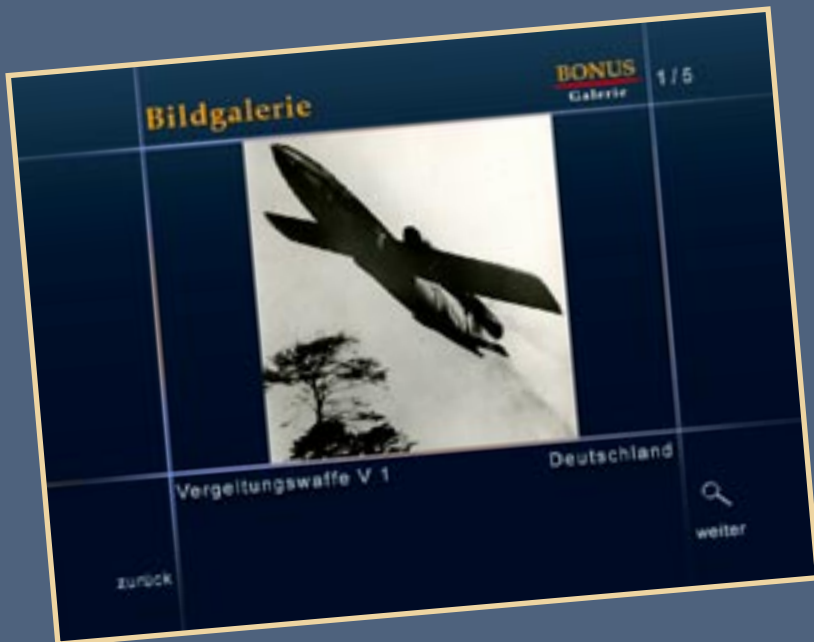 Bildgalerie
BONUS
Galerie
1/5
Vergeltungswaffe V 1
Deutschland
weiter
zurück